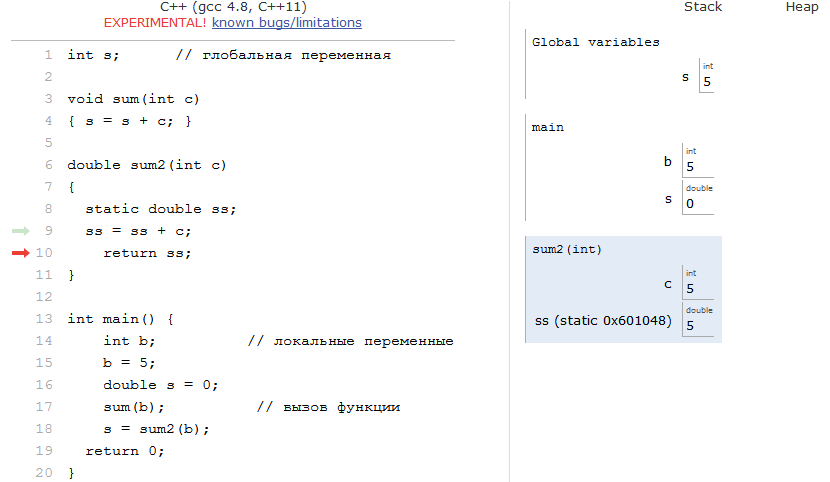 C++ (gcc 4.8, C++11)
EXPERIMENTAL! known bugs/limitations
1 int s; // глобальная переменная
2
3 void sum(int c)
4 { s = s + c; }
5
6 double sum2(int c)
7 {
8 static double ss;
9 ss = ss + c;
10 return ss;
11 }
12
13 int main() {
14 int b; // локальные переменные
15 b = 5;
16 double s = 0;
17 sum(b); // вызов функции
18 s = sum2(b);
19 return 0;
20 }
Stack Heap
Global variables
int
s 5
main
int
b 5
double
s 0
sum2(int)
int
c 5
double
ss (static 0x601048) 5